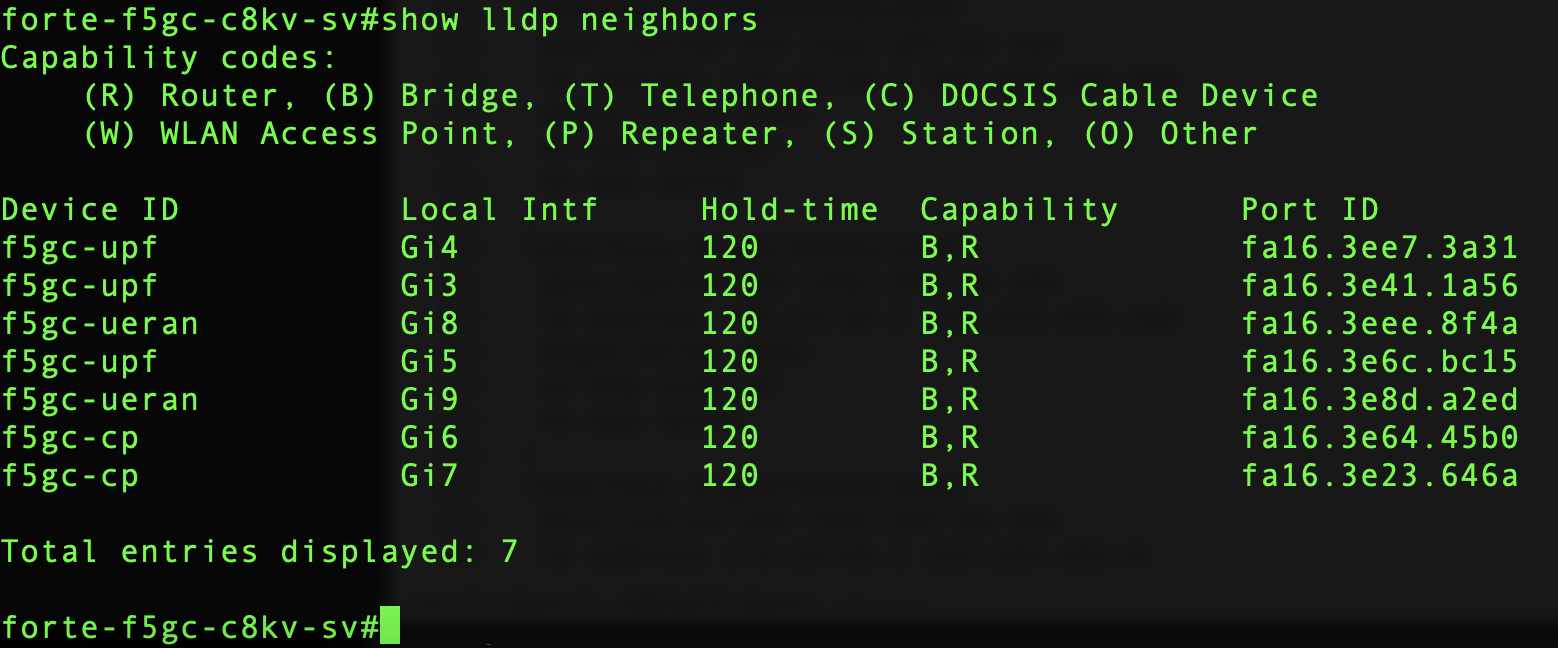 forte-f5gc-c8kv-sv#show lldp neighbors
Capability codes:
    (R) Router, (B) Bridge, (T) Telephone, (C) DOCSIS Cable Device
    (W) WLAN Access Point, (P) Repeater, (S) Station, (O) Other

Device ID           Local Intf     Hold-time  Capability      Port ID
f5gc-upf            Gi4            120        B,R             fa16.3ee7.3a31
f5gc-upf            Gi3            120        B,R             fa16.3e41.1a56
f5gc-ueran          Gi8            120        B,R             fa16.3eee.8f4a
f5gc-upf            Gi5            120        B,R             fa16.3e6c.bc15
f5gc-ueran          Gi9            120        B,R             fa16.3e8d.a2ed
f5gc-cp             Gi6            120        B,R             fa16.3e64.45b0
f5gc-cp             Gi7            120        B,R             fa16.3e23.646a

Total entries displayed: 7

forte-f5gc-c8kv-sv#